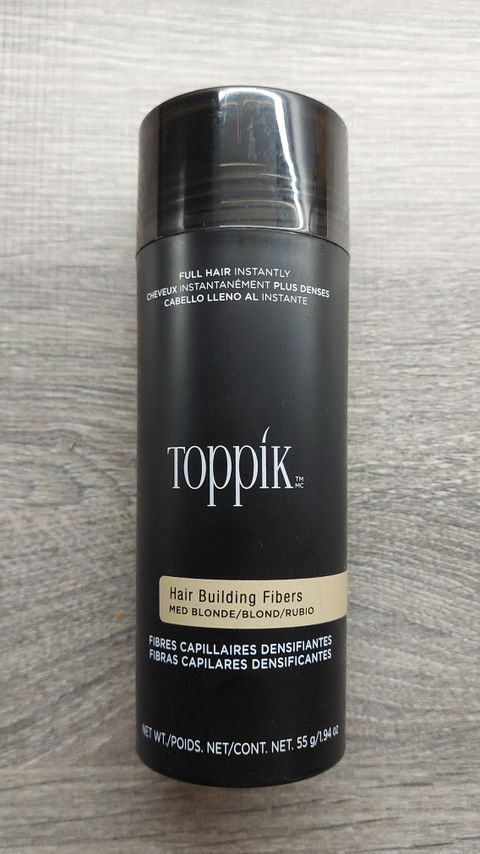 FULL HAIR INSTANTLY
CHEVEUX INSTANTANÉMENT PLUS DENSES
CABELLO LLENO AL INSTANTE
Toppík TM
MC
Hair Building Fibers
MED BLONDE/BLOND/RUBIO
FIBRES CAPILLAIRES DENSIFIANTES
FIBRAS CAPILARES DENSIFICANTES
NET WT./POIDS. NET/CONT. NET. 55 g/1.94 oz